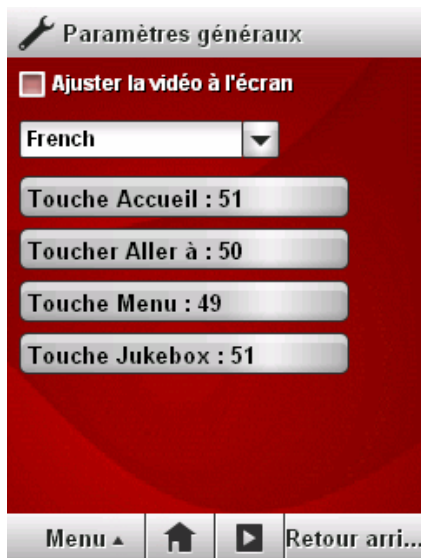 Paramètres généraux
Ajuster la vidéo à l'écran
French
Touche Accueil : 51
Toucher Aller à : 50
Touche Menu : 49
Touche Jukebox : 51
Menu
Retour arri...